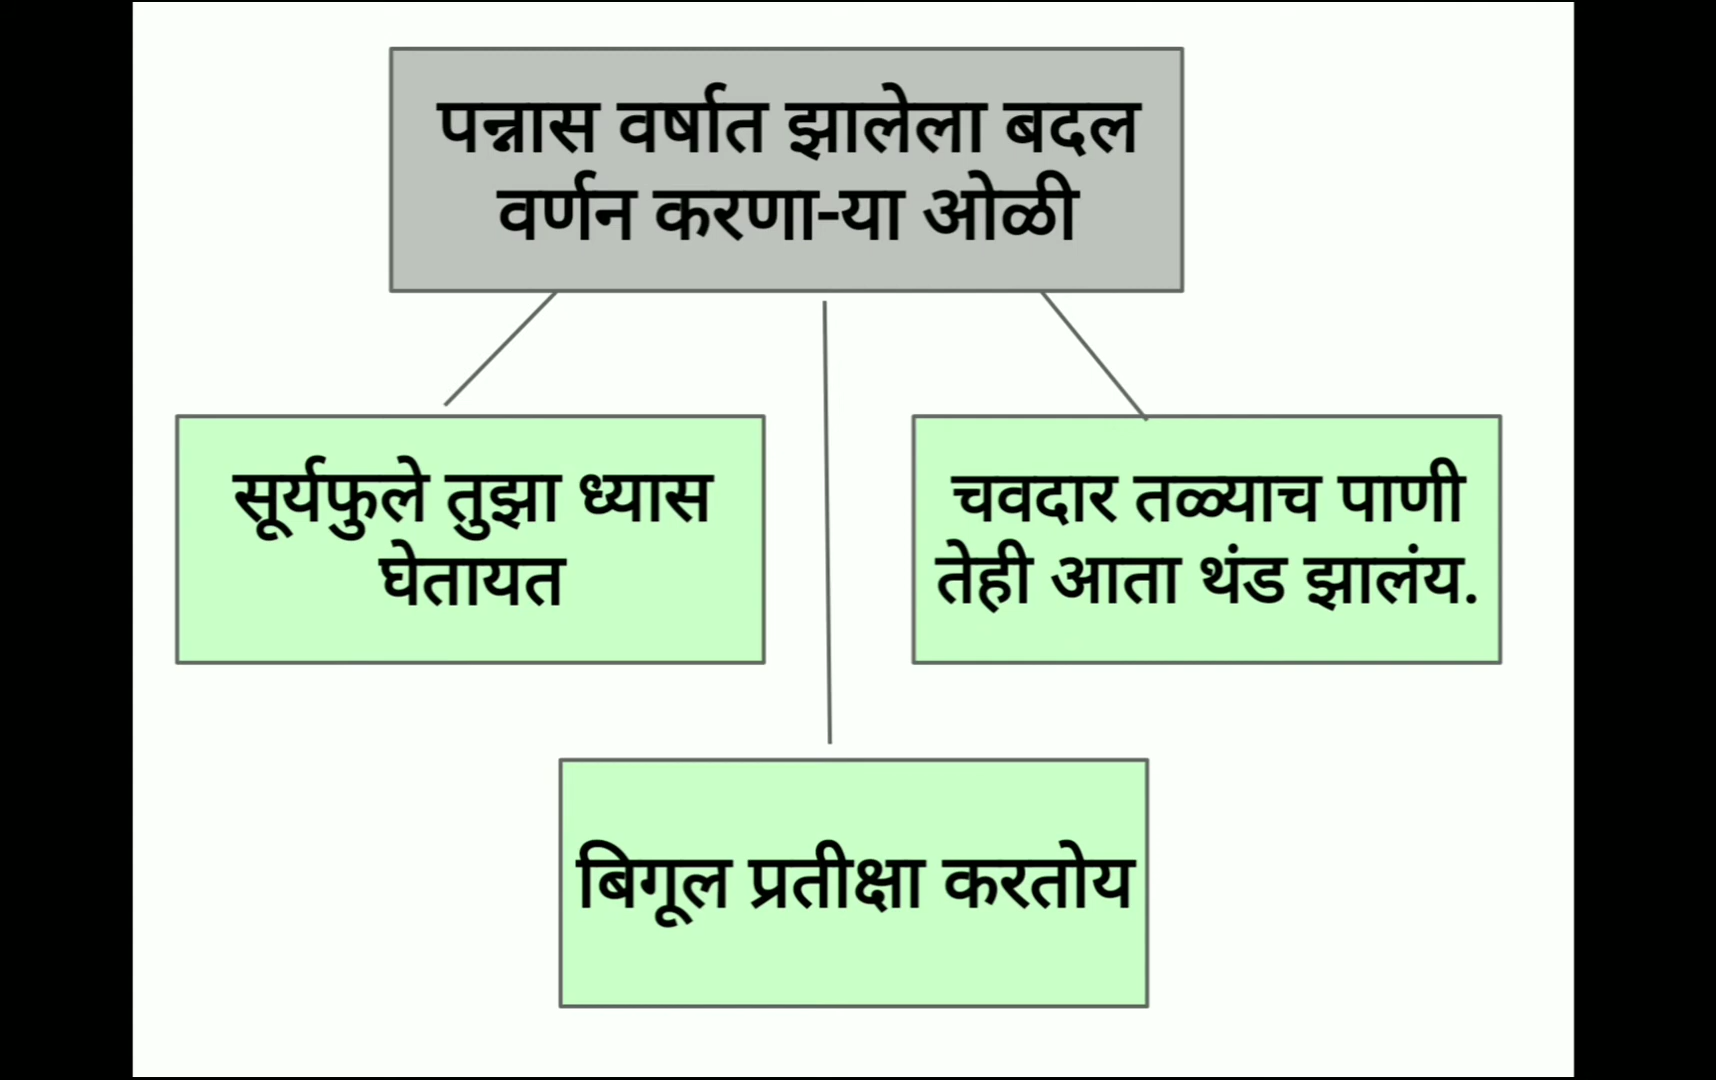 पन्नास वर्षात झालेला बदल
वर्णन करणा-या ओळी
सूर्यफुले तुझा ध्यास
घेतायत
चवदार तळ्याच पाणी
तेही आता थंड झालंय.
बिगूल प्रतीक्षा करतोय